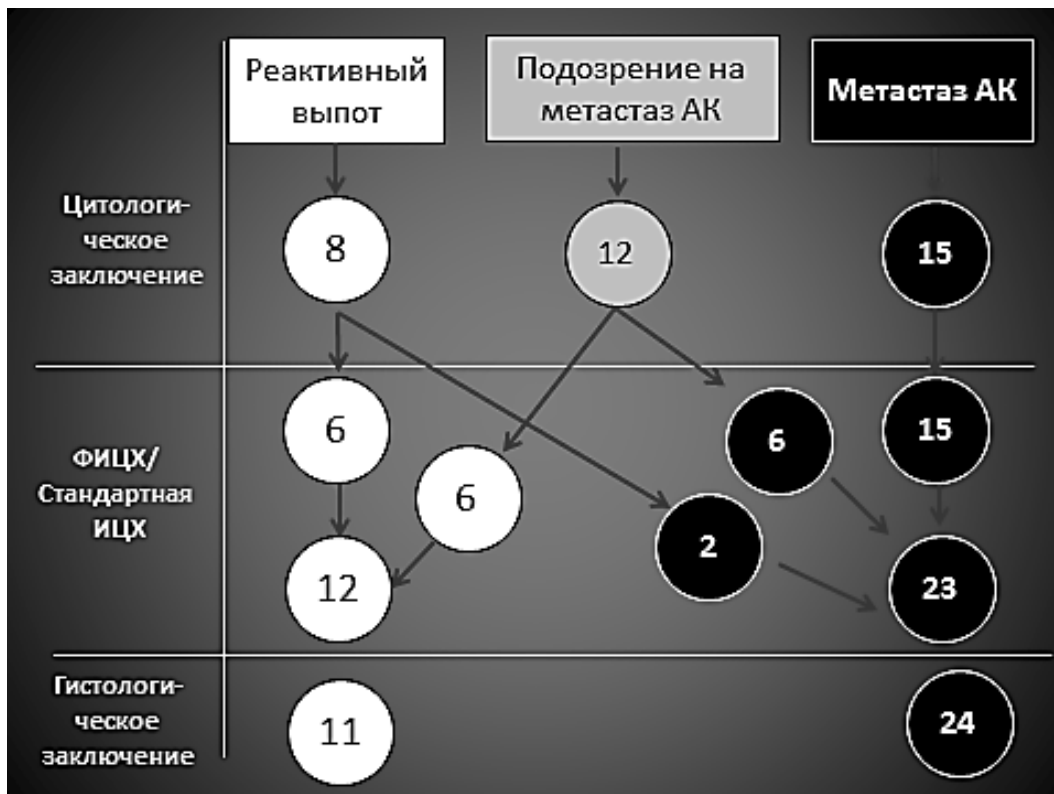 Реактивный
выпот
Подозрение на
метастаз АК
Метастаз АК
Цитологи-
ческое
заключение
8
12
15
ФИЦХ/
Стандартная
ИЦХ
6
6
6
15
2
12
23
Гистологи-
ческое
заключение
11
24